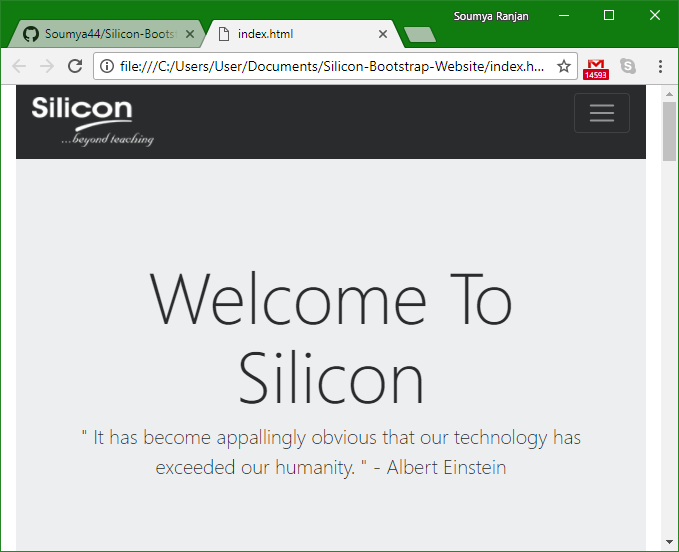 Soumya Ranjan
Soumya44/Silicon-Boots
index.html
file:///C:/Users/User/Documents/Silicon-Bootstrap-Website/index.h...
14593
Silicon
...beyond teaching
Welcome To
Silicon
" It has become appallingly obvious that our technology has
exceeded our humanity. " - Albert Einstein